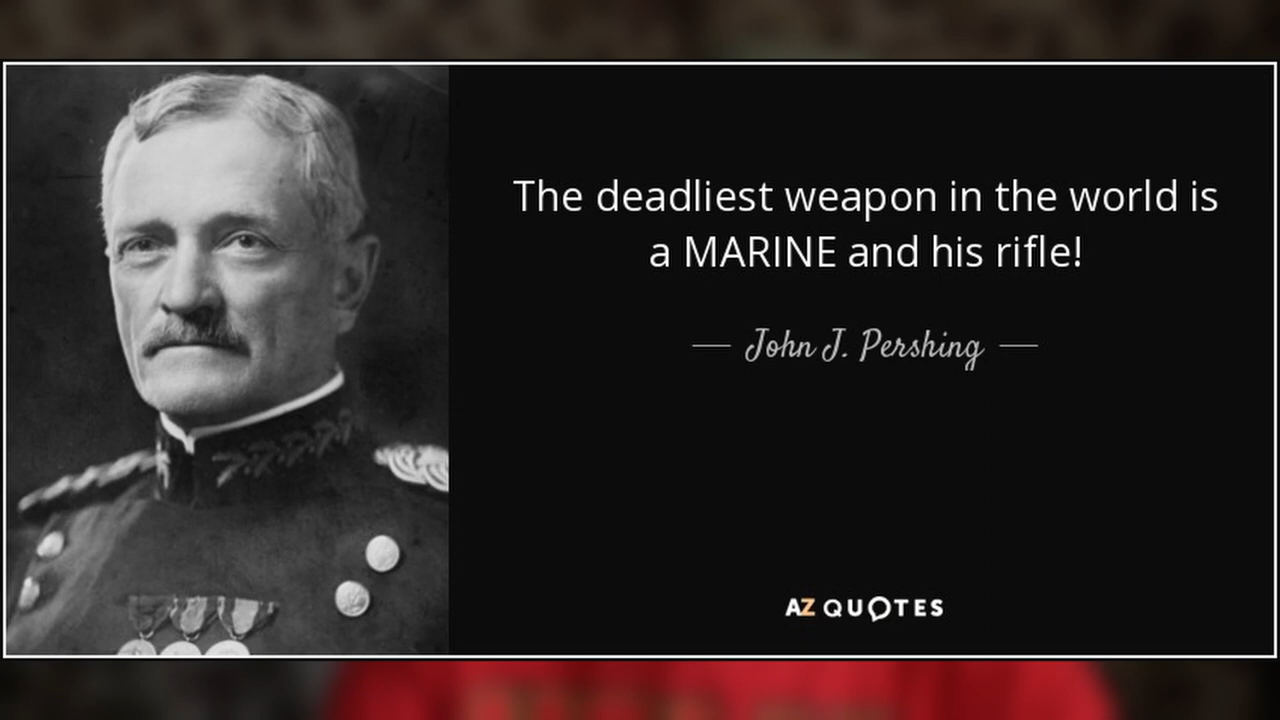 The deadliest weapon in the world is
a MARINE and his rifle!
John J. Pershing
AZ QUOTES